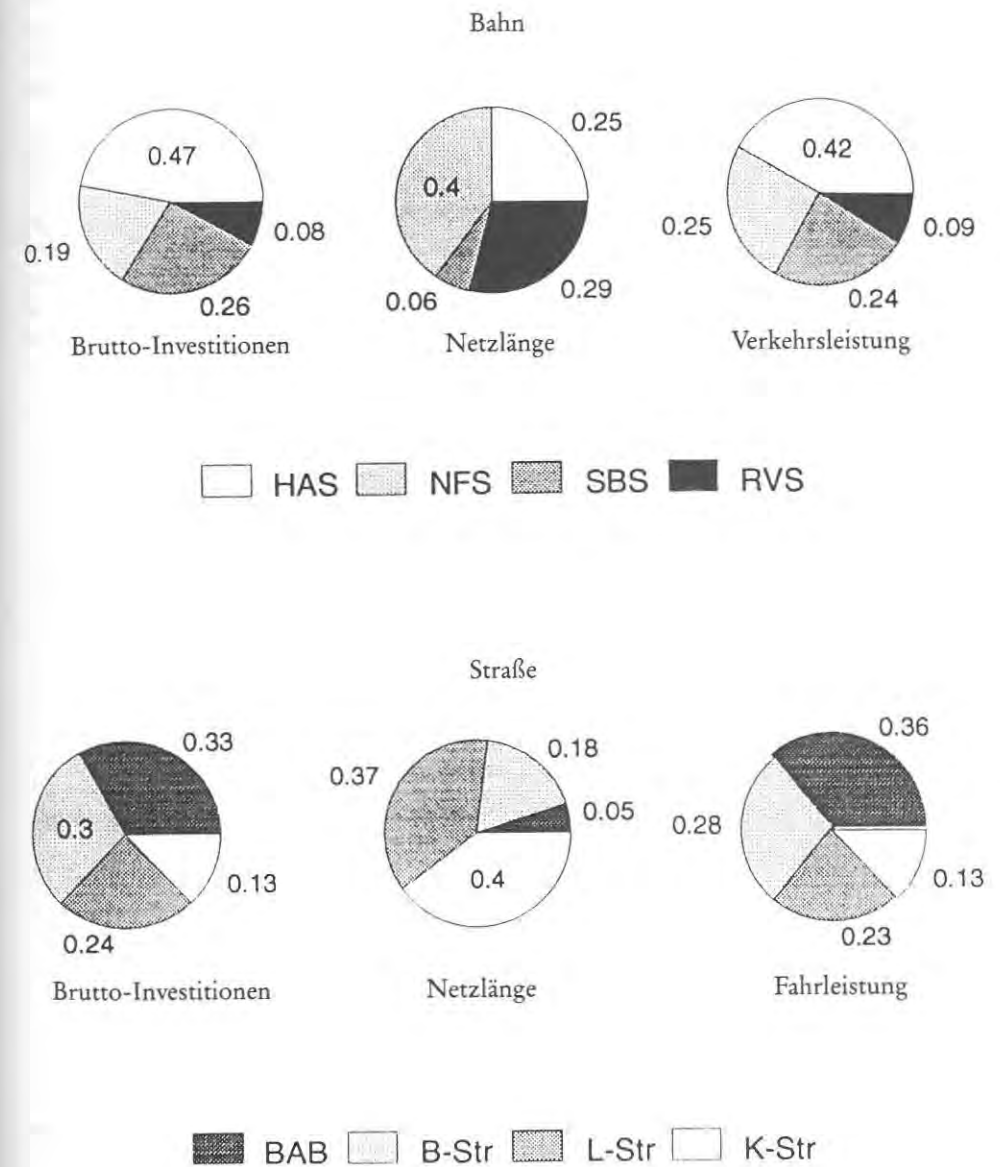 Bahn
0.47
0.08
0.19
0.26
Brutto-Investitionen
0.25
0.4
0.29
0.06
Netzlänge
0.42
0.25
0.09
0.24
Verkehrsleistung
HAS NFS SBS RVS
Straße
0.33
0.3
0.13
0.24
Brutto-Investitionen
0.18
0.37
0.05
0.4
Netzlänge
0.36
0.28
0.13
0.23
Fahrleistung
BAB B-Str L-Str K-Str